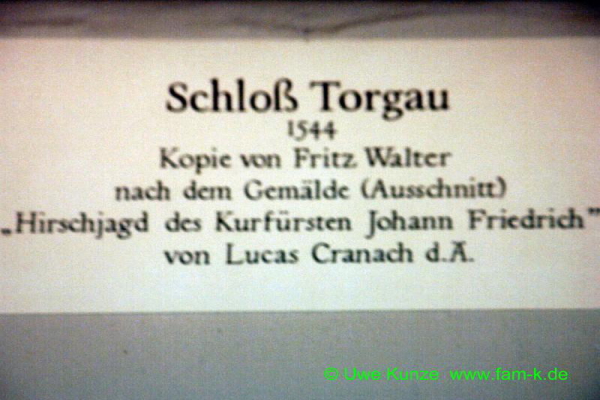 Schloß Torgau
1544
Kopie von Fritz Walter
nach dem Gemälde (Ausschnitt)
„Hirschjagd des Kurfürsten Johann Friedrich”
von Lucas Cranach d.Ä.
© Uwe Kunze www.fam-k.de